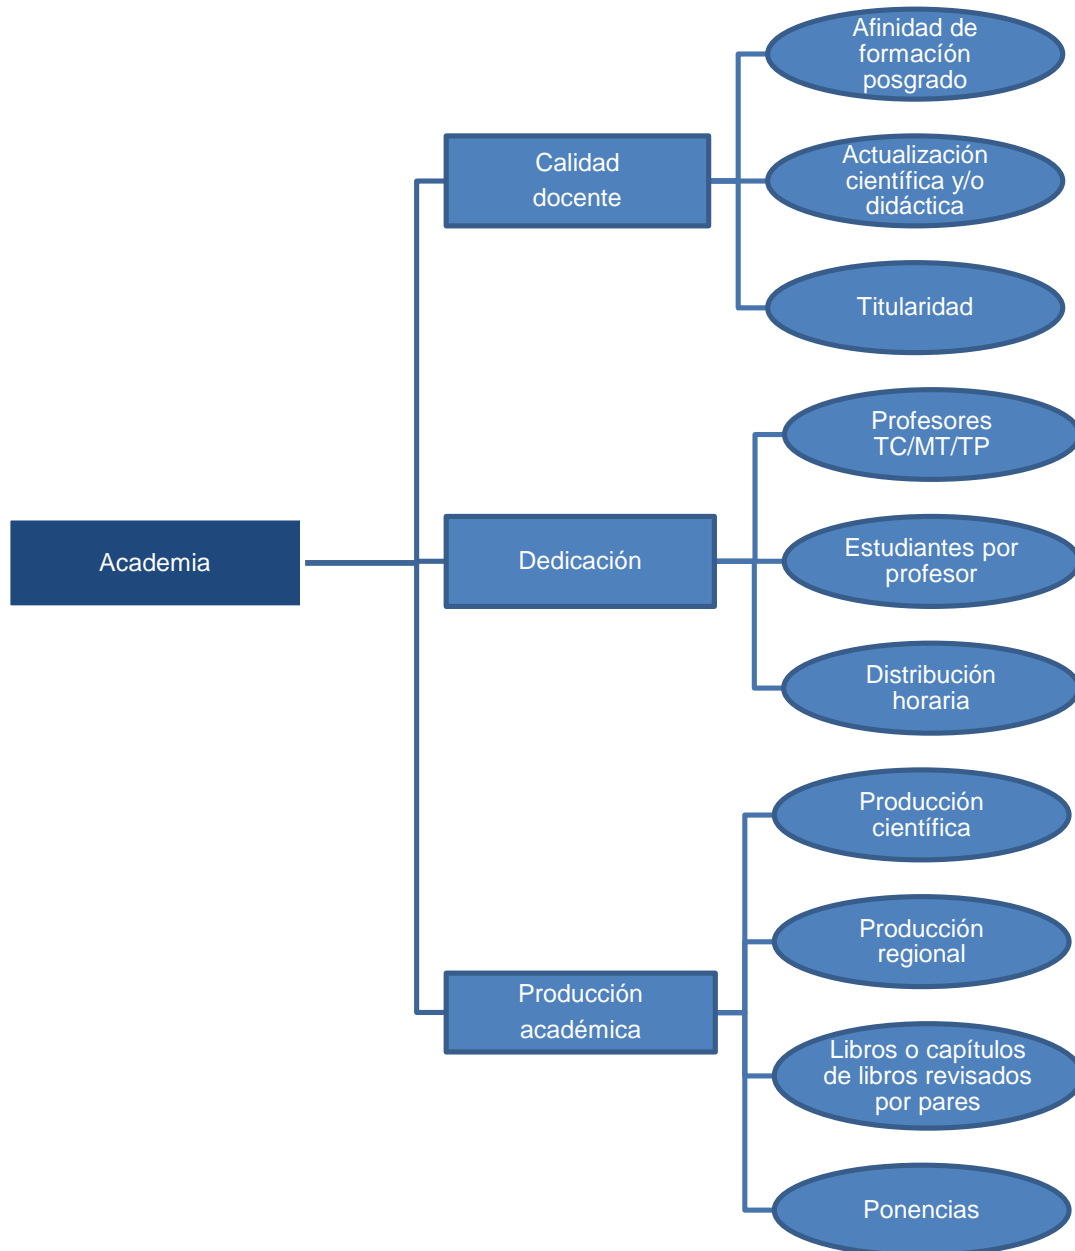 Afinidad de
formacíón
posgrado
Calidad
docente
Actualización
científica y/o
didáctica
Titularidad
Profesores
TC/MT/TP
Academia
Dedicación
Estudiantes por
profesor
Distribución
horaria
Producción
científica
Producción
regional
Producción
académica
Libros o capítulos
de libros revisados
por pares
Ponencias